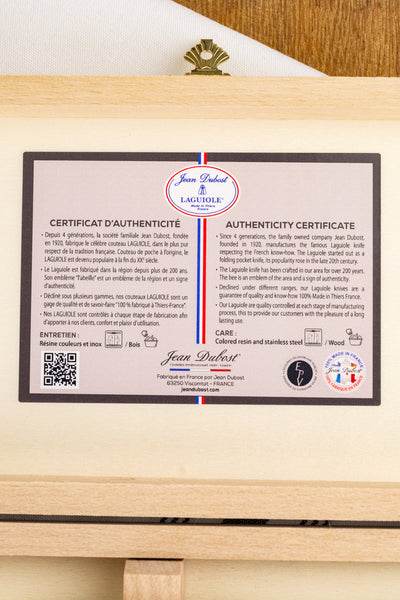 Jean Dubost
LAGUIOLE
Made in Thiers
France
CERTIFICAT D'AUTHENTICITÉ
• Depuis 4 générations, la société familiale Jean Dubost, fondée
en 1920, fabrique le célèbre couteau LAGUIOLE, dans le plus pur
respect de la tradition française. Couteau de poche à l'origine, le
LAGUIOLE est devenu populaire à la fin du XXᵉ siècle.
• Le Laguiole est fabriqué dans la région depuis plus de 200 ans.
Son emblème "l'abeille" est un emblème de la région et un signe
d'authenticité.
• Décliné sous plusieurs gammes, nos couteaux LAGUIOLE sont un
gage de qualité et de savoir-faire "100 % fabriqué à Thiers-France".
• Nos LAGUIOLE sont contrôlés à chaque étape de fabrication afin
d'apporter à nos clients, confort et plaisir d'utilisation.
ENTRETIEN :
Résine couleurs et inox / Bois
AUTHENTICITY CERTIFICATE
• Since 4 generations, the family owned company Jean Dubost,
founded in 1920, manufactures the famous Laguiole knife
respecting the French know-how. The Laguiole started out as a
folding pocket knife, its popularity rose in the late 20th century.
• The Laguiole knife has been crafted in our area for over 200 years.
The bee is an emblem of the area and a sign of authenticity.
• Declined under different ranges, our Laguiole knives are a
guarantee of quality and know-how 100% Made in Thiers, France.
• Our Laguiole are quality controlled at each stage of manufacturing
process, this to provide our customers with the pleasure of a long
lasting use.
CARE :
Colored resin and stainless steel / Wood
Jean Dubost
Fabriqué en France par Jean Dubost
63250 Viscomtat - FRANCE
jeandubost.com
100% MADE IN FRANCE
Jean Dubost
100% FABRIQUÉ EN FRANCE